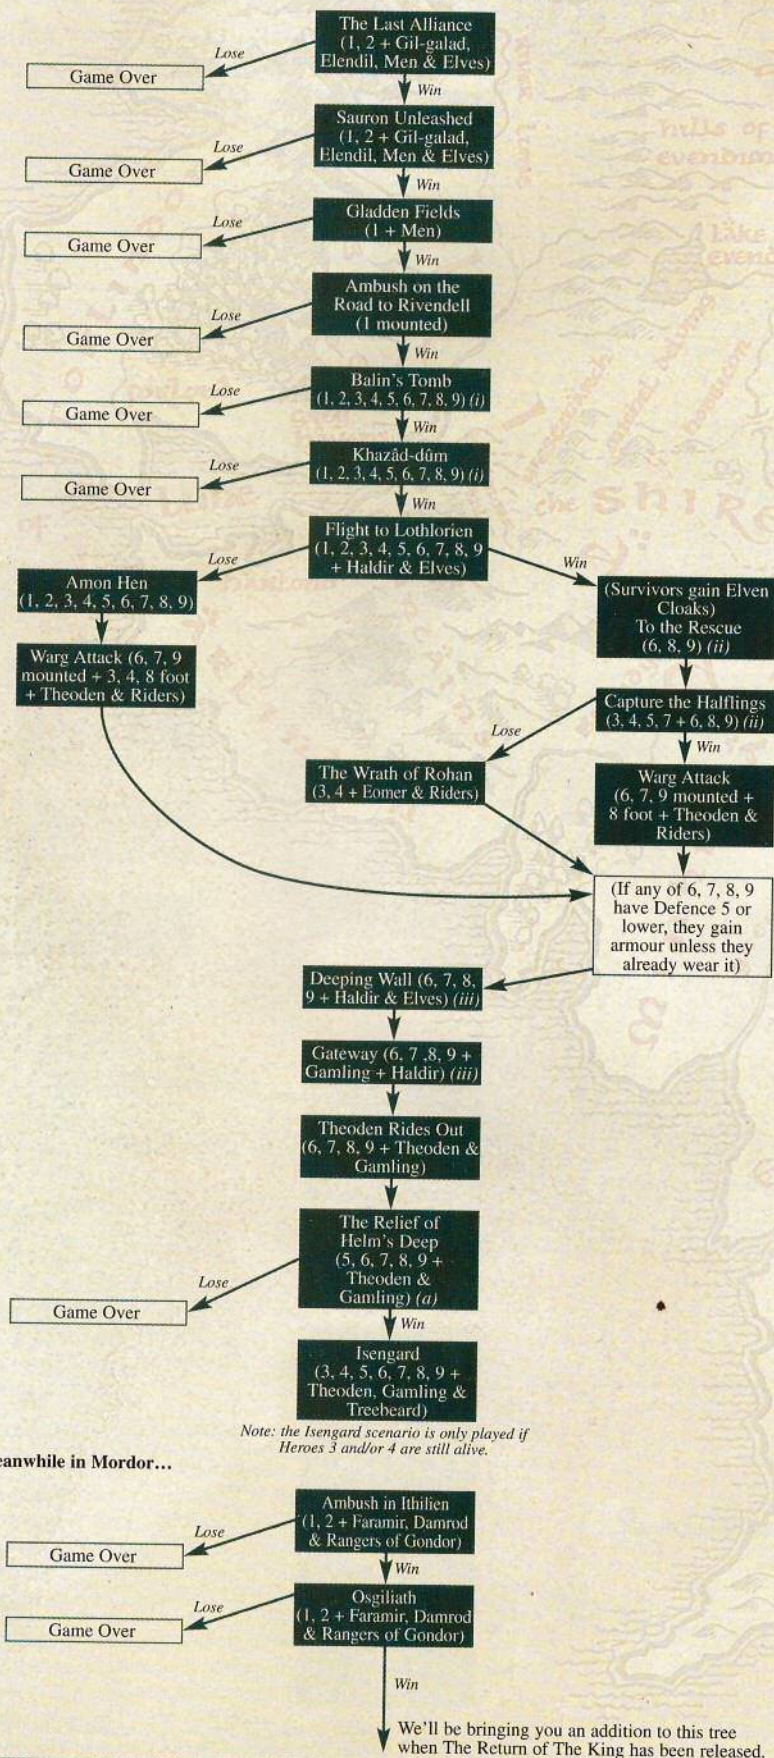 The Last Alliance
(1, 2 + Gil-galad,
Elendil, Men & Elves)
Lose
Game Over
Win
Sauron Unleashed
(1, 2 + Gil-galad,
Elendil, Men & Elves)
Lose
Game Over
Win
Gladden Fields
(1 + Men)
Lose
Game Over
Win
Ambush on the
Road to Rivendell
(1 mounted)
Lose
Game Over
Win
Balin's Tomb
(1, 2, 3, 4, 5, 6, 7, 8, 9) (i)
Lose
Game Over
Win
Khazâd-dûm
(1, 2, 3, 4, 5, 6, 7, 8, 9) (i)
Lose
Game Over
Win
the SHIRE
Flight to Lothlorien
(1, 2, 3, 4, 5, 6, 7, 8, 9
+ Haldir & Elves)
Lose
Win
Amon Hen
(1, 2, 3, 4, 5, 6, 7, 8, 9)
Warg Attack (6, 7, 9
mounted + 3, 4, 8 foot
+ Theoden & Riders)
(Survivors gain Elven
Cloaks)
To the Rescue
(6, 8, 9) (ii)
Capture the Halflings
(3, 4, 5, 7 + 6, 8, 9) (ii)
Lose
Win
The Wrath of Rohan
(3, 4 + Eomer & Riders)
Warg Attack
(6, 7, 9 mounted +
8 foot + Theoden &
Riders)
(If any of 6, 7, 8, 9
have Defence 5 or
lower, they gain
armour unless they
already wear it)
Deeping Wall (6, 7, 8,
9 + Haldir & Elves) (iii)
Gateway (6, 7 ,8, 9 +
Gamling + Haldir) (iii)
Theoden Rides Out
(6, 7, 8, 9 + Theoden &
Gamling)
The Relief of
Helm's Deep
(5, 6, 7, 8, 9 +
Theoden &
Gamling) (a)
Lose
Game Over
Win
Isengard
(3, 4, 5, 6, 7, 8, 9 +
Theoden, Gamling &
Treebeard)
Note: the Isengard scenario is only played if
Heroes 3 and/or 4 are still alive.
eanwhile in Mordor…
Ambush in Ithilien
(1, 2 + Faramir, Damrod
& Rangers of Gondor)
Lose
Game Over
Win
Osgiliath
(1, 2 + Faramir, Damrod
& Rangers of Gondor)
Lose
Game Over
Win
We'll be bringing you an addition to this tree
when The Return of The King has been released.